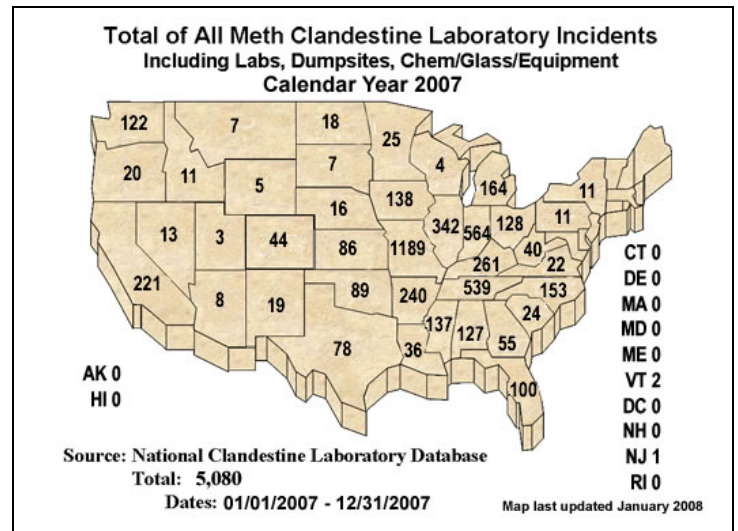 Total of All Meth Clandestine Laboratory Incidents
Including Labs, Dumpsites, Chem/Glass/Equipment
Calendar Year 2007
122
7
18
25
20
11
5
7
4
164
11
16
138
11
13
3
44
86
1189
342
564
128
40
22
261
221
8
19
89
240
539
153
24
78
36
137
127
55
100
CT 0
DE 0
MA 0
MD 0
ME 0
VT 2
DC 0
NH 0
NJ 1
RI 0
AK 0
HI 0
Source: National Clandestine Laboratory Database
Total: 5,080
Dates: 01/01/2007 - 12/31/2007
Map last updated January 2008